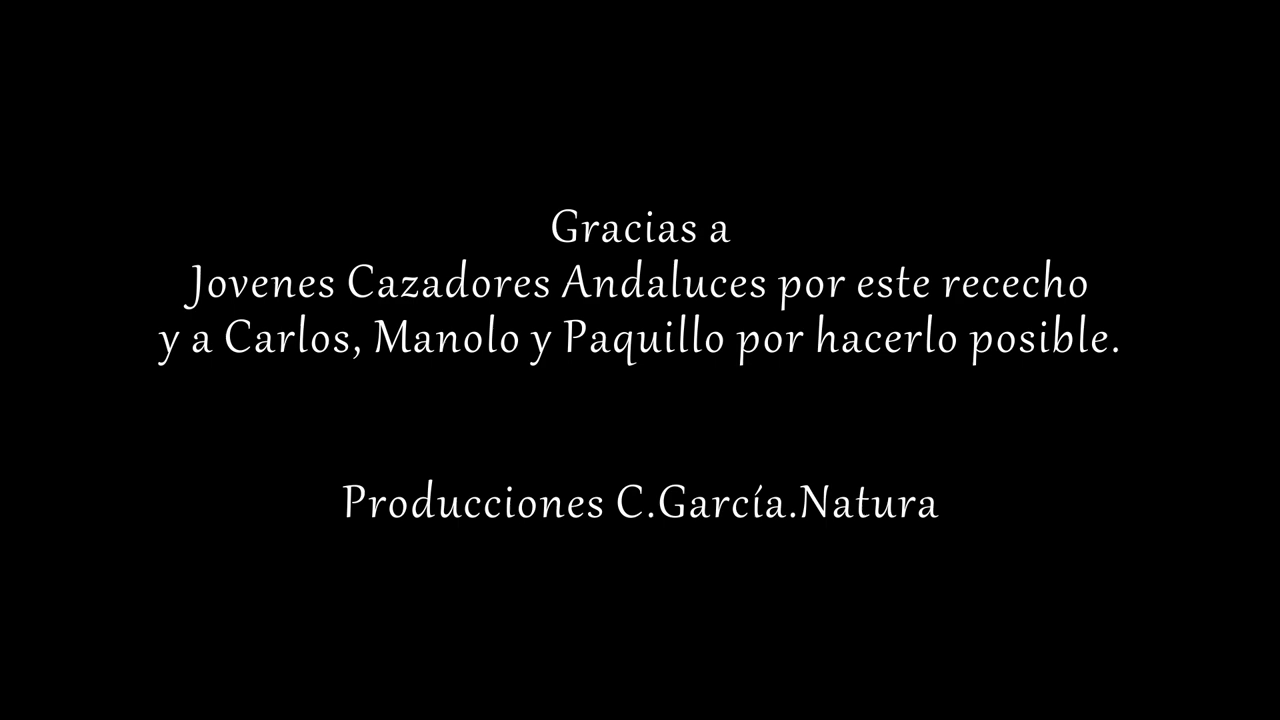 Gracias a
Jovenes Cazadores Andaluces por este rececho
y a Carlos, Manolo y Paquillo por hacerlo posible.
Producciones C.García.Natura